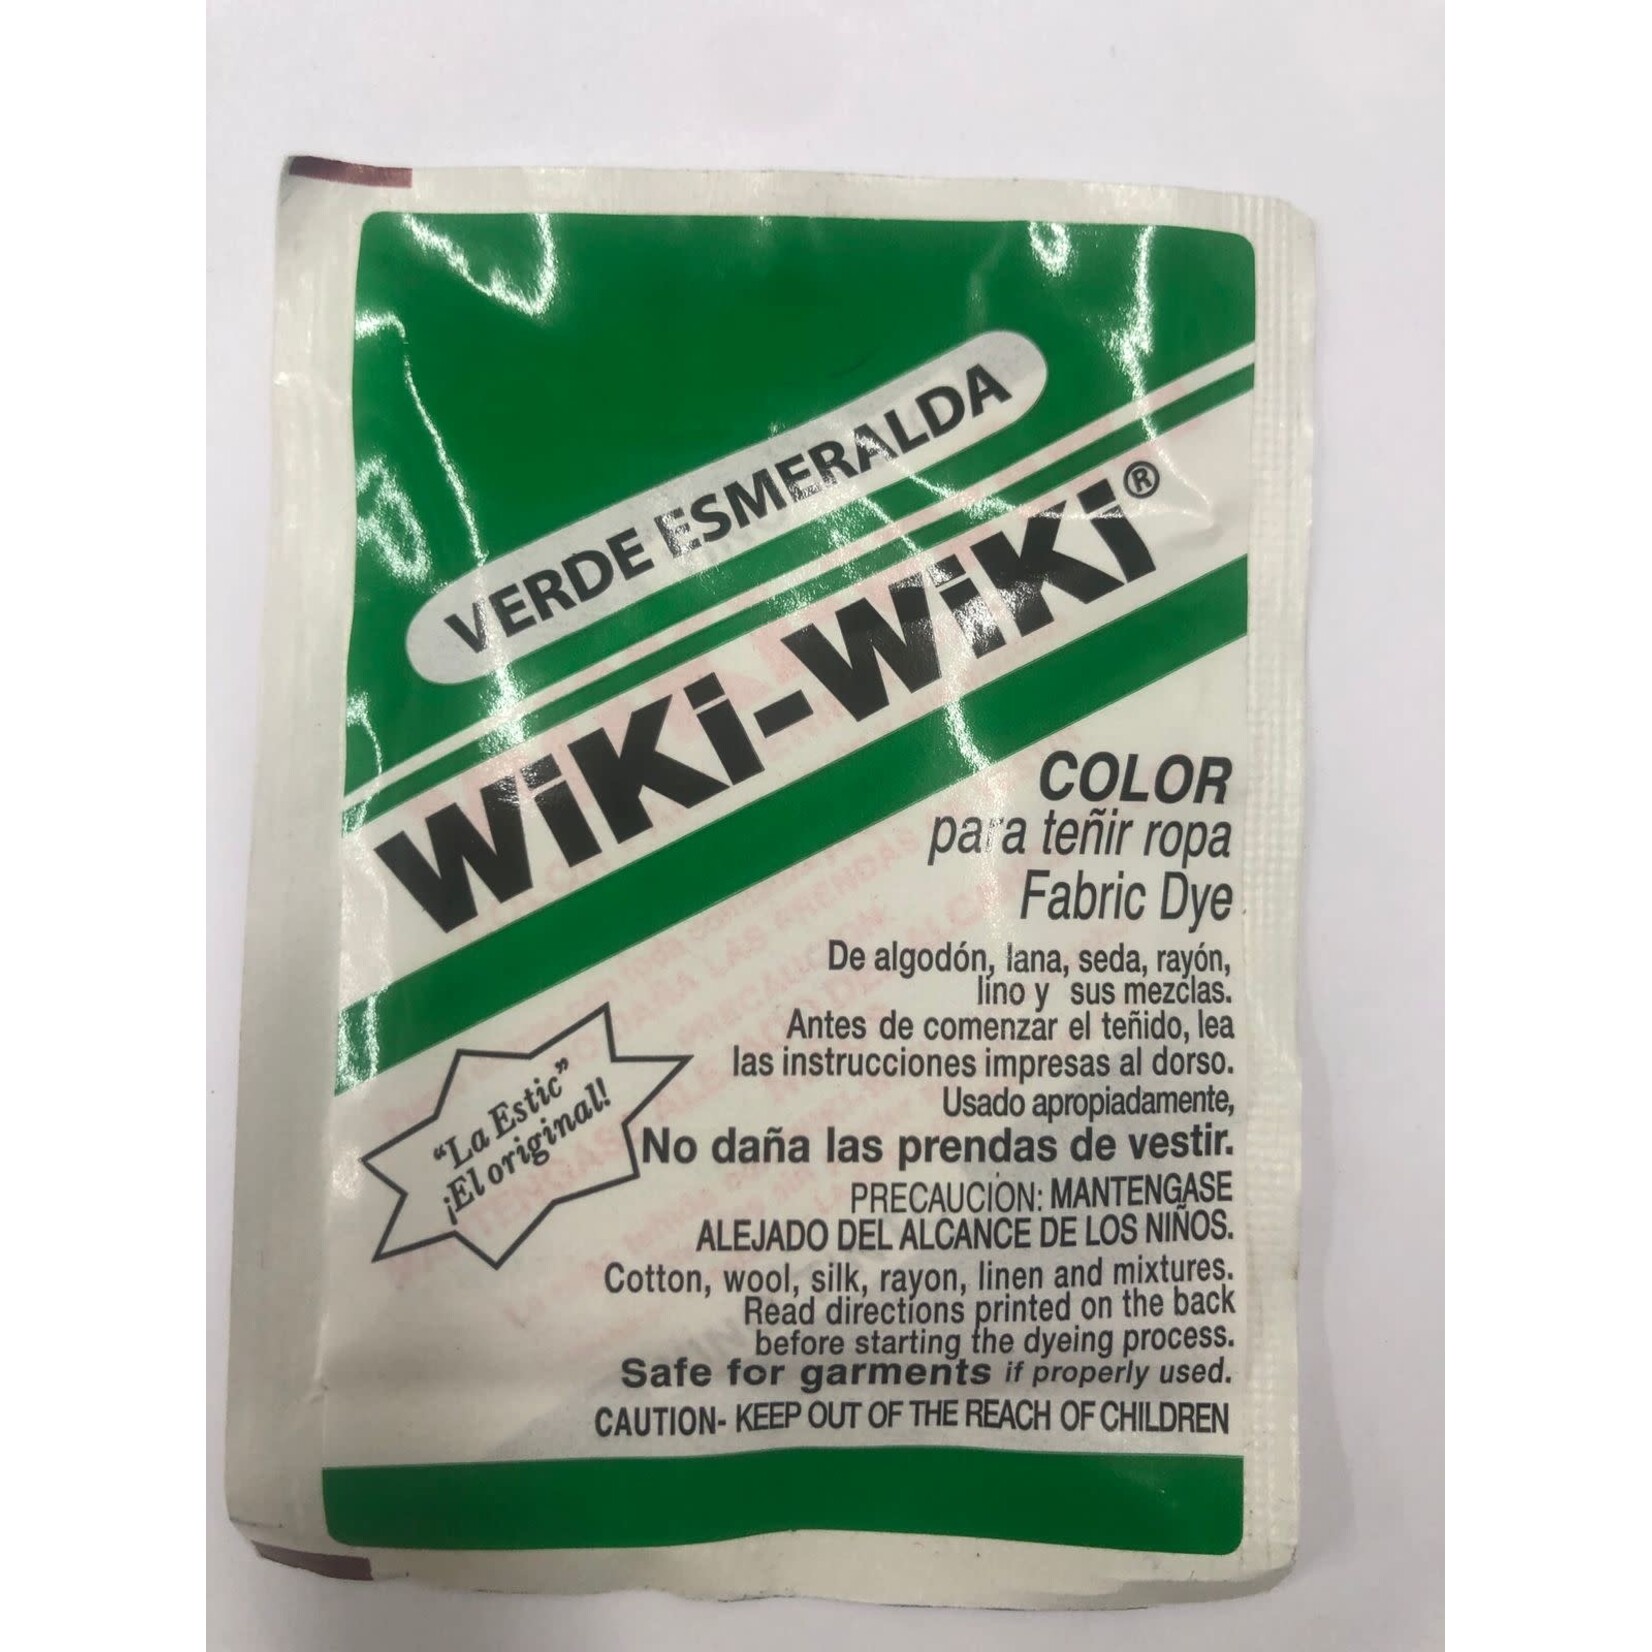 VERDE ESMERALDA
WiKi-WiKi®
COLOR
para teñir ropa
Fabric Dye
De algodón, lana, seda, rayón,
lino y sus mezclas.
Antes de comenzar el teñido, lea
las instrucciones impresas al dorso.
Usado apropiadamente,
No daña las prendas de vestir.
PRECAUCION: MANTENGASE
ALEJADO DEL ALCANCE DE LOS NIÑOS.
Cotton, wool, silk, rayon, linen and mixtures.
Read directions printed on the back
before starting the dyeing process.
Safe for garments if properly used.
CAUTION- KEEP OUT OF THE REACH OF CHILDREN
"La Estic"
¡El original!